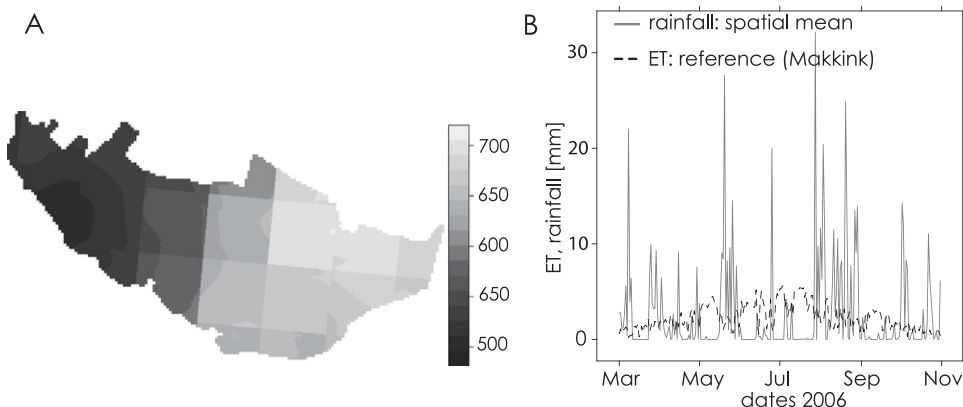 A
700
650
600
650
500
B
rainfall: spatial mean
ET: reference (Makkink)
ET, rainfall [mm]
30
20
10
0
Mar May Jul Sep Nov
dates 2006